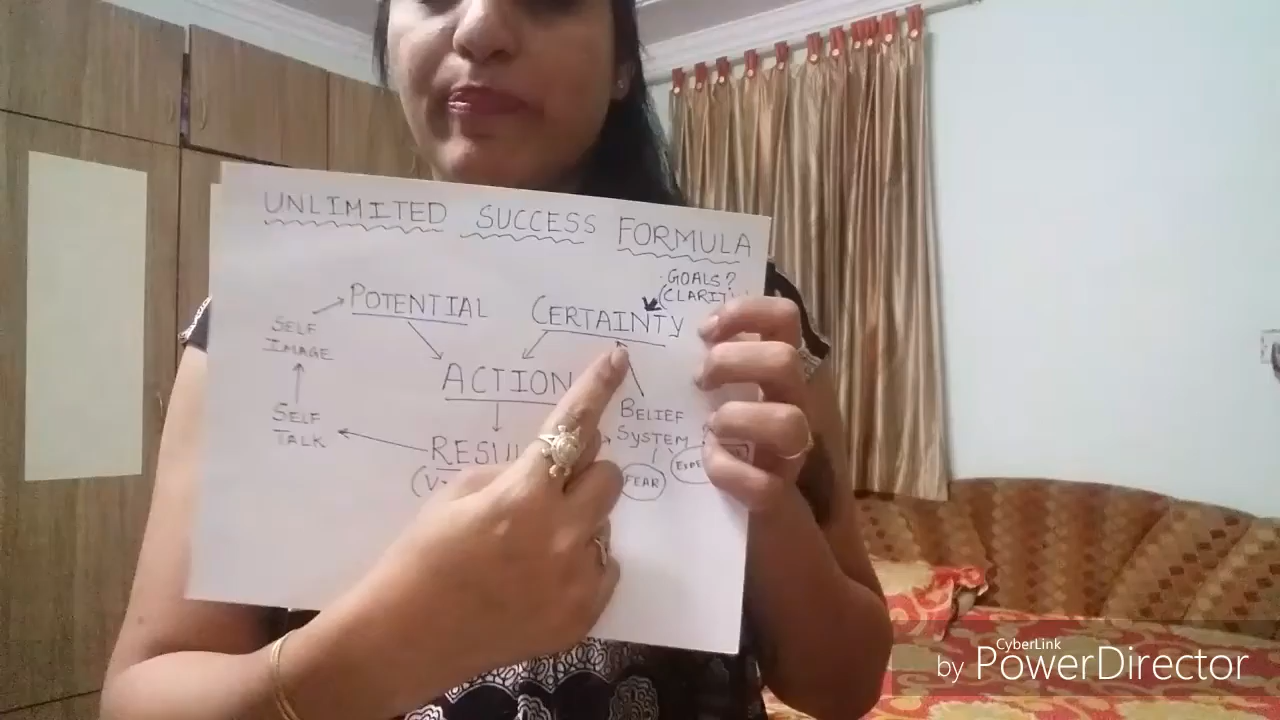 UNLIMITED SUCCESS FORMULA
GOALS?
POTENTIAL
CERTAINTY
SELF
IMAGE
ACTION
SELF
TALK
BELIEF
SYSTEM
FEAR
CyberLink
by PowerDirector